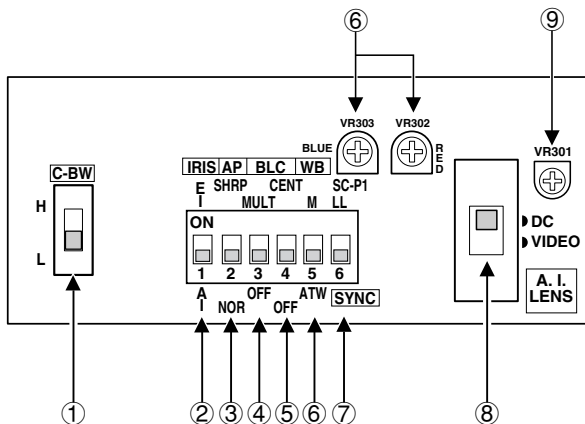 ⑥ ⑨
VR303 VR302
VR301
BLUE RED
C-BW
IRIS AP BLC WB
EI SHRP CENT SC-P1
MULT M LL
H
L
ON
1 2 3 4 5 6
AI NOR OFF OFF ATW SYNC
DC
VIDEO
A. I.
LENS
① ② ③ ④ ⑤ ⑥ ⑦ ⑧